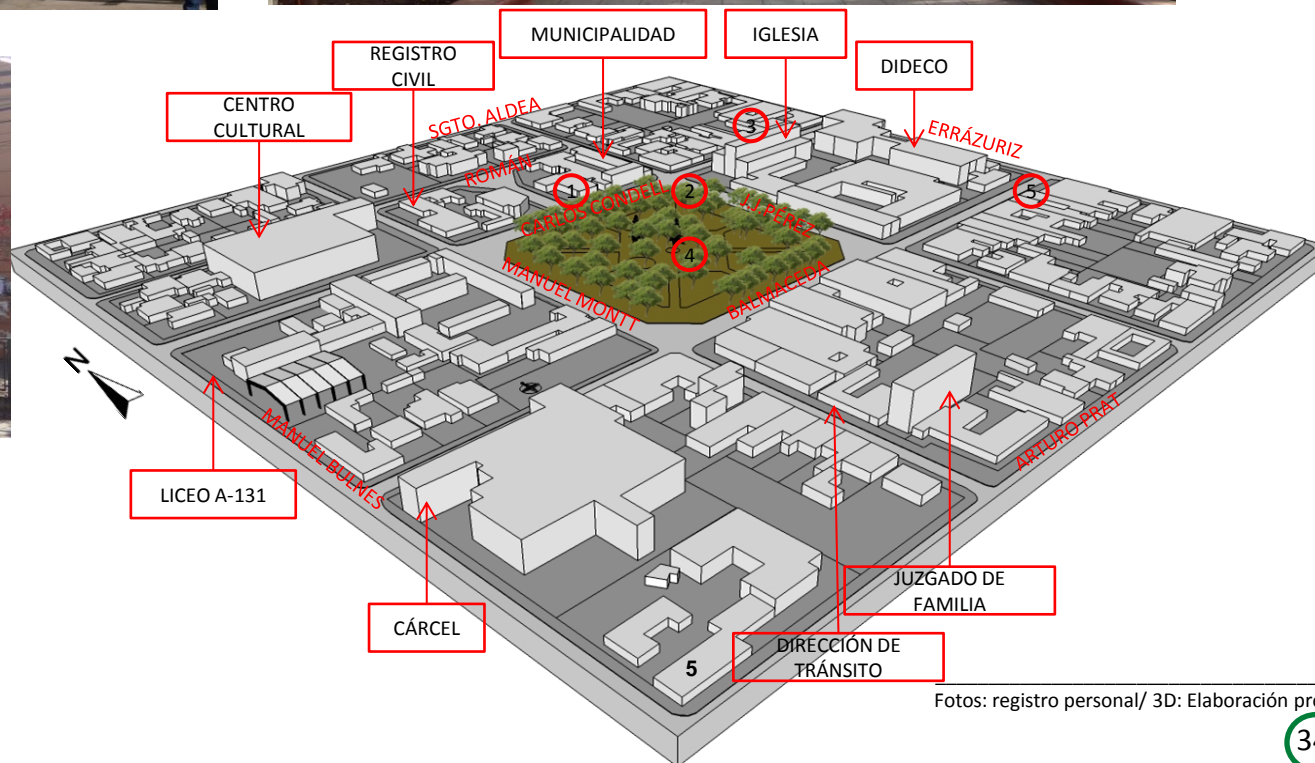 MUNICIPALIDAD
IGLESIA
REGISTRO
CIVIL
DIDECO
CENTRO
CULTURAL
SGTO. ALDEA
ERRÁZURIZ
3
ROMÁN
1
2
5
CARLOS CONDELL
J.J.PÉREZ
4
MANUEL MONTT
BALMACEDA
N
MANUEL BULNES
ARTURO PRAT
LICEO A-131
JUZGADO DE
FAMILIA
CÁRCEL
DIRECCIÓN DE
TRÁNSITO
5
Fotos: registro personal/ 3D: Elaboración
34